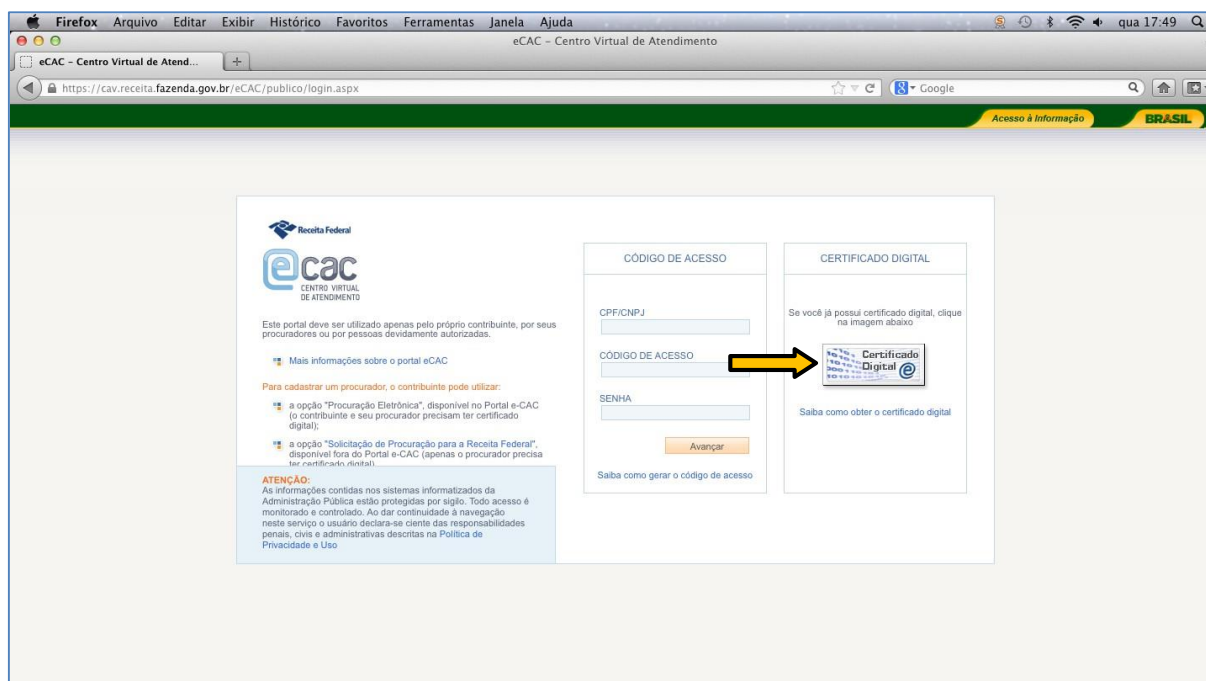 Firefox Arquivo Editar Exibir Histórico Favoritos Ferramentas Janela Ajuda qua 17:49
eCAC – Centro Virtual de Atendimento
eCAC – Centro Virtual de Atend...
https://cav.receita.fazenda.gov.br/eCAC/publico/login.aspx
Google
Acesso à Informação
BRASIL
Receita Federal
ecac
CENTRO VIRTUAL
DE ATENDIMENTO
Este portal deve ser utilizado apenas pelo próprio contribuinte, por seus
procuradores ou por pessoas devidamente autorizadas.
Mais informações sobre o portal eCAC
Para cadastrar um procurador, o contribuinte pode utilizar:
a opção "Procuração Eletrônica", disponível no Portal e-CAC
(o contribuinte e seu procurador precisam ter certificado
digital);
a opção "Solicitação de Procuração para a Receita Federal",
disponível fora do Portal e-CAC (apenas o procurador precisa
ter certificado digital)
ATENÇÃO:
As informações contidas nos sistemas informatizados da
Administração Pública estão protegidas por sigilo. Todo acesso é
monitorado e controlado. Ao dar continuidade à navegação
neste serviço o usuário declara-se ciente das responsabilidades
penais, civis e administrativas descritas na Política de
Privacidade e Uso
CÓDIGO DE ACESSO
CPF/CNPJ
CÓDIGO DE ACESSO
SENHA
Avançar
Saiba como gerar o código de acesso
CERTIFICADO DIGITAL
Se você já possui certificado digital, clique
na imagem abaixo
Certificado
Digital
Saiba como obter o certificado digital